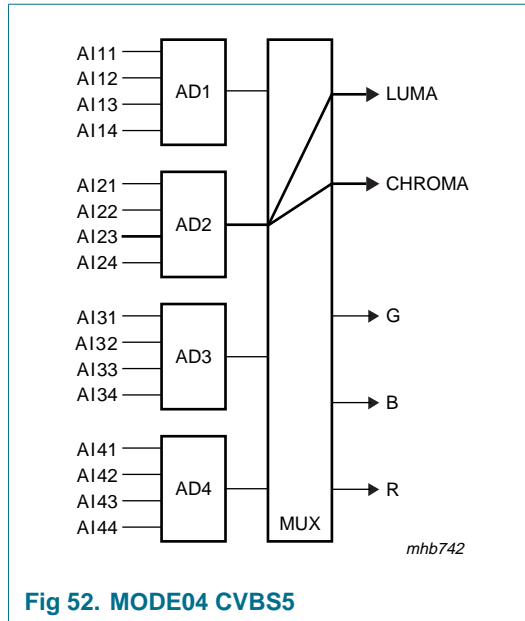 AI11
AI12
AI13
AI14
AD1
LUMA
AI21
AI22
AI23
AI24
AD2
CHROMA
AI31
AI32
AI33
AI34
AD3
G
B
AI41
AI42
AI43
AI44
AD4
R
MUX
mhb742
Fig 52. MODE04 CVBS5